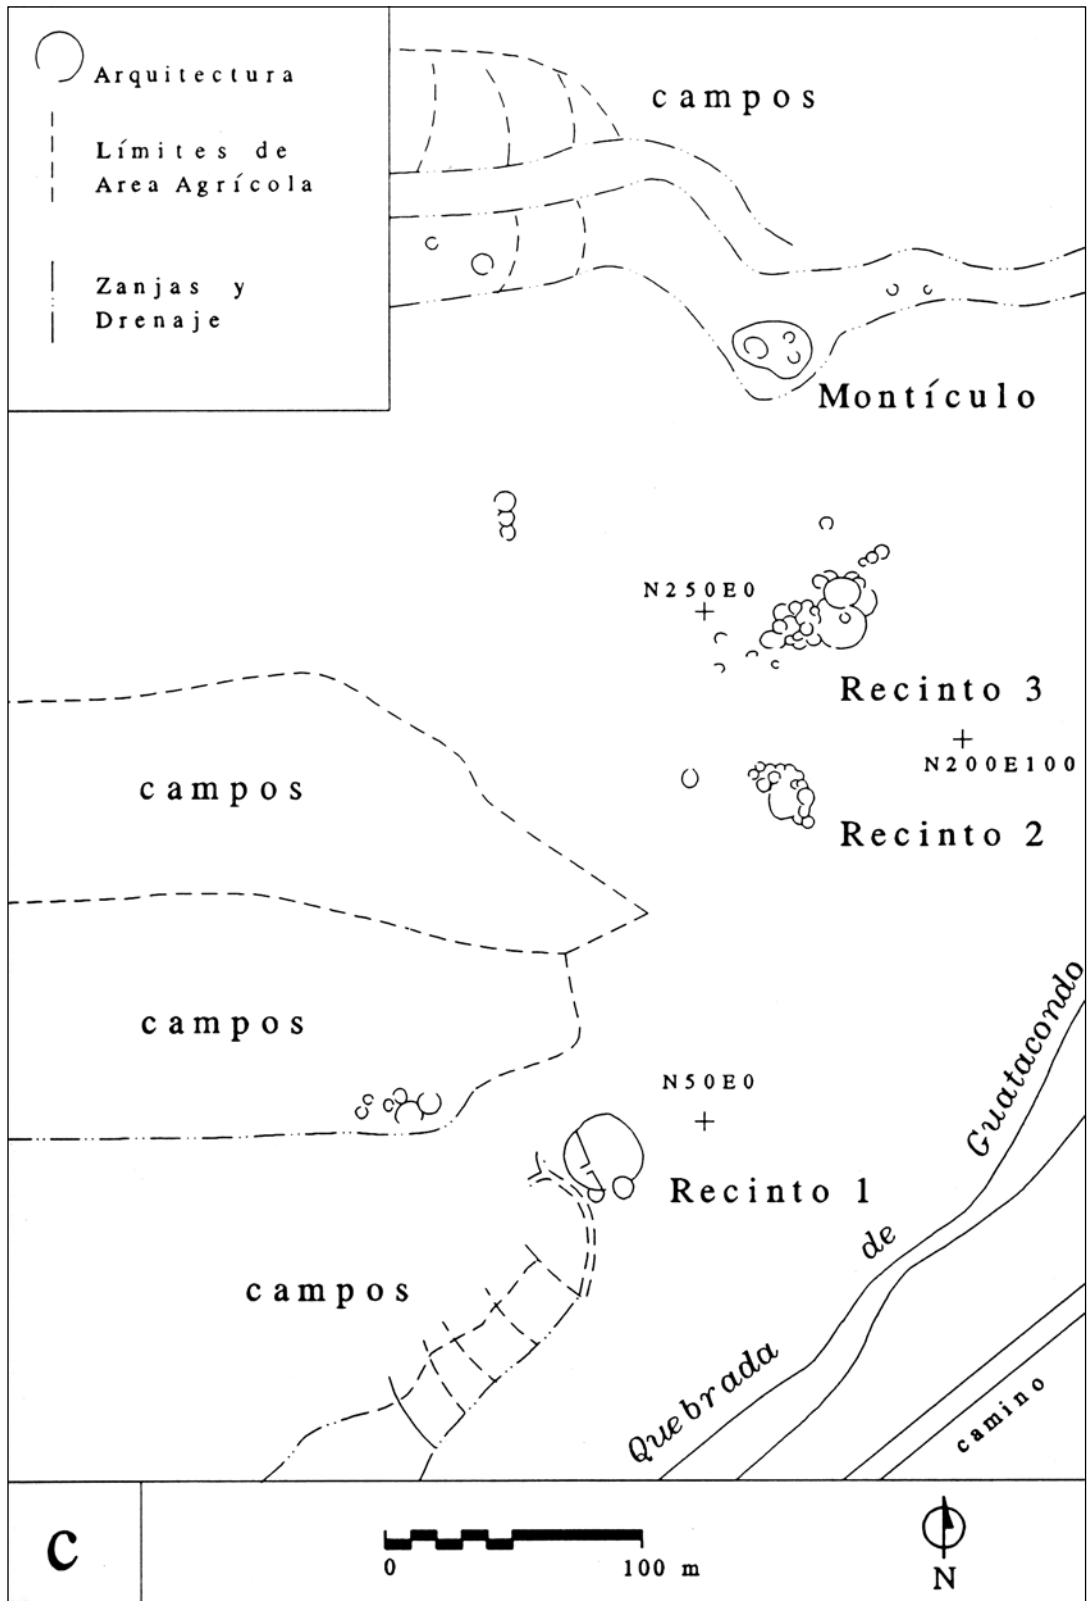 Arquitectura
Límites de
Area Agrícola
Zanjas y
Drenaje
campos
Montículo
N250E0
Recinto 3
N200E100
campos
Recinto 2
campos
N50E0
Recinto 1
campos
Quebrada de Guatacondo
camino
c
0 100 m
N